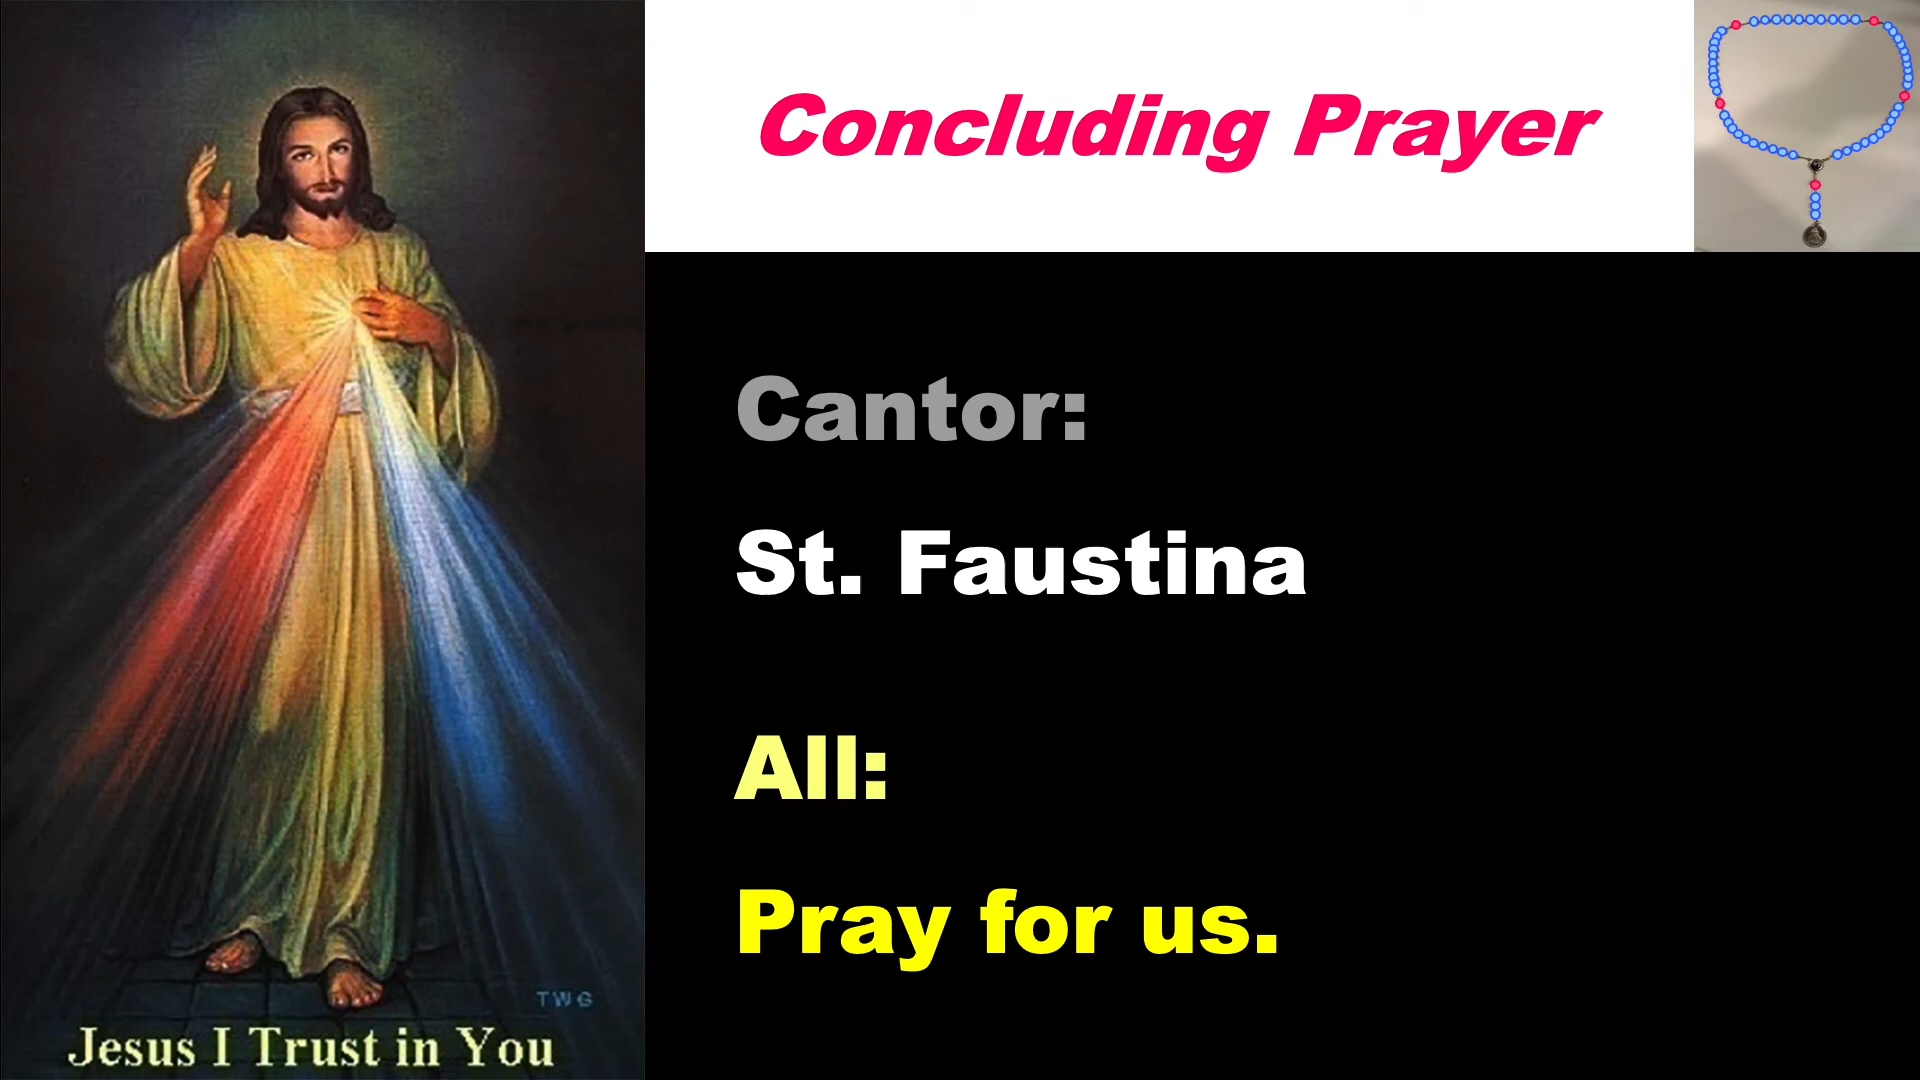 Concluding Prayer
Cantor:
St. Faustina
All:
Pray for us.
TWG
Jesus I Trust in You